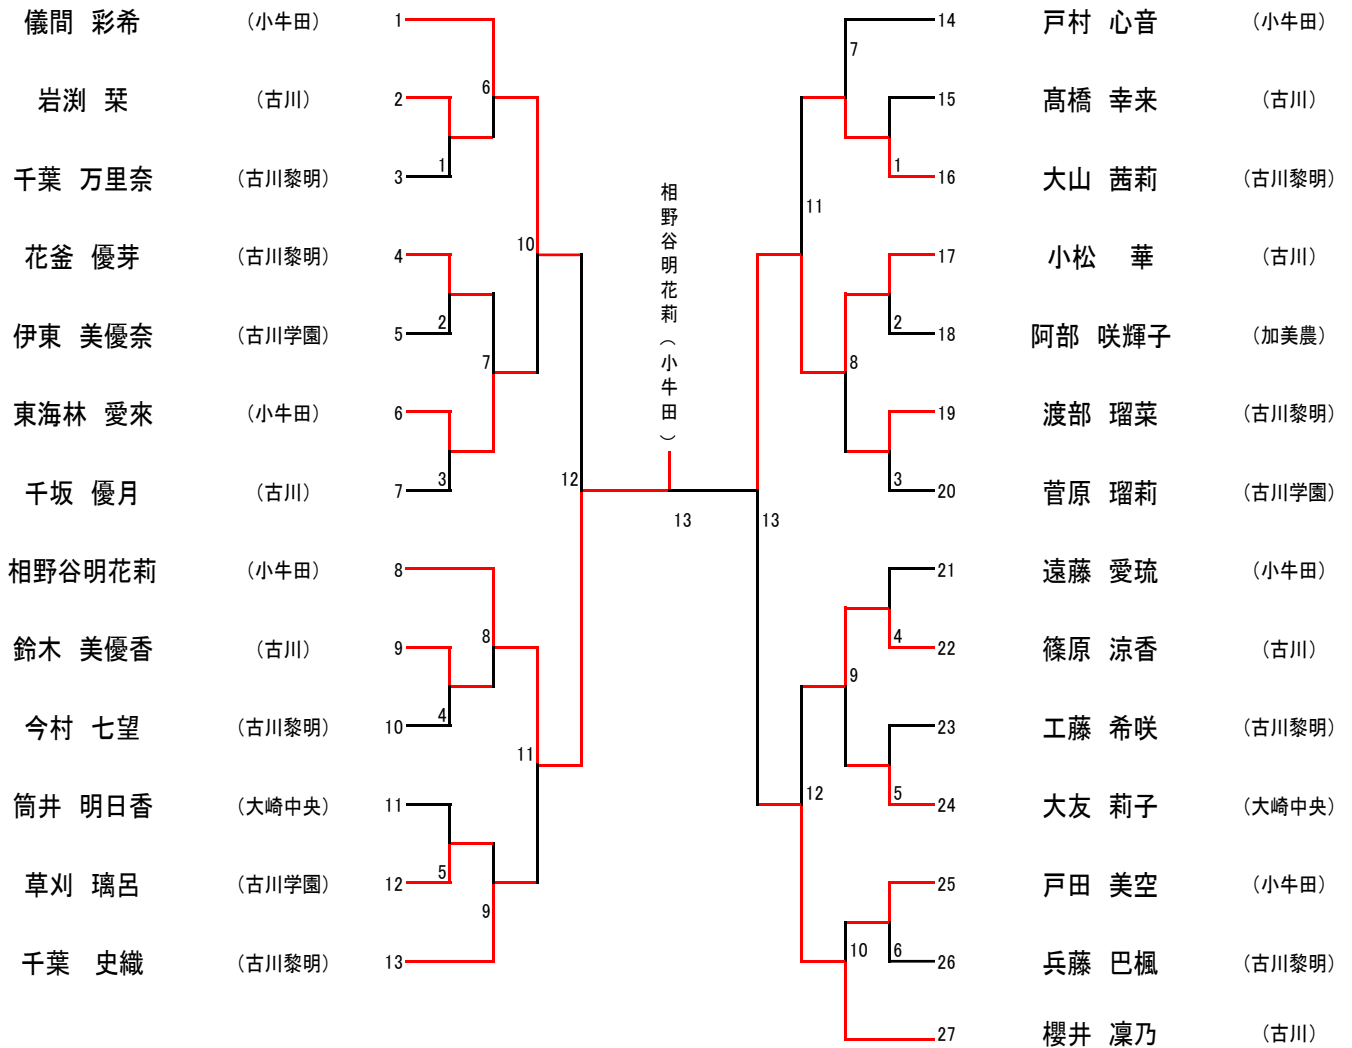 儀間 彩希 （小牛田） 1
岩渕 栞 （古川） 2
千葉 万里奈 （古川黎明） 3
花釜 優芽 （古川黎明） 4
伊東 美優奈 （古川学園） 5
東海林 愛來 （小牛田） 6
千坂 優月 （古川） 7
相野谷明花莉 （小牛田） 8
鈴木 美優香 （古川） 9
今村 七望 （古川黎明） 10
筒井 明日香 （大崎中央） 11
草刈 璃呂 （古川学園） 12
千葉 史織 （古川黎明） 13
6
1
10
2
7
3
12
8
4
11
5
9
相野谷明花莉（小牛田）
13
13
7
1
11
2
8
3
4
9
12
5
10
6
14 戸村 心音 （小牛田）
15 髙橋 幸来 （古川）
16 大山 茜莉 （古川黎明）
17 小松 華 （古川）
18 阿部 咲輝子 （加美農）
19 渡部 瑠菜 （古川黎明）
20 菅原 瑠莉 （古川学園）
21 遠藤 愛琉 （小牛田）
22 篠原 涼香 （古川）
23 工藤 希咲 （古川黎明）
24 大友 莉子 （大崎中央）
25 戸田 美空 （小牛田）
26 兵藤 巴楓 （古川黎明）
27 櫻井 凜乃 （古川）